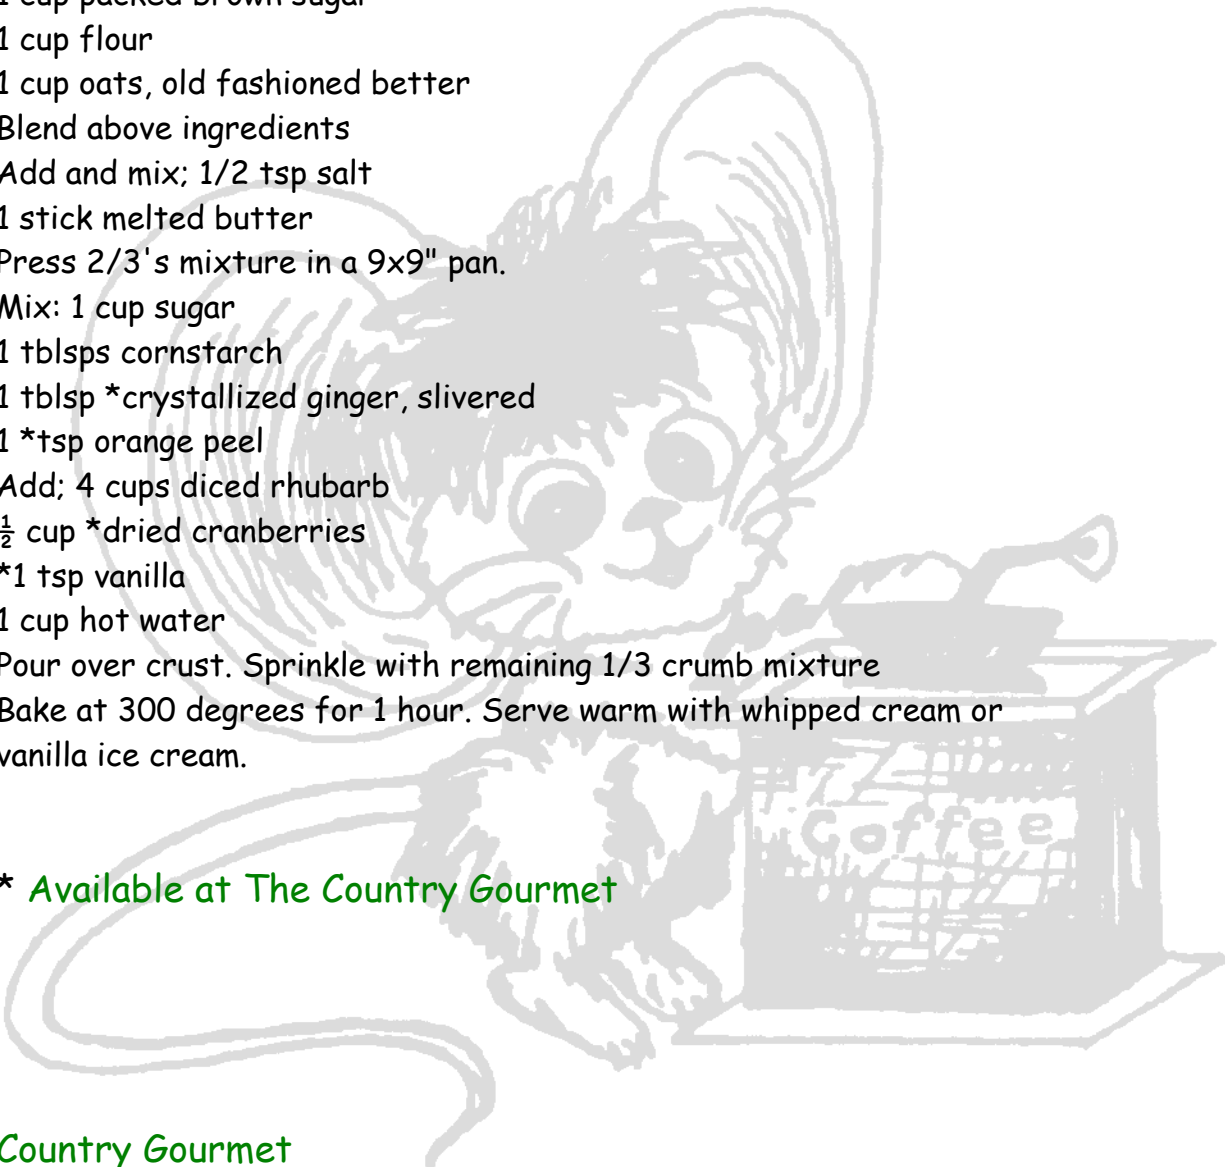 1 cup packed brown sugar
1 cup flour
1 cup oats, old fashioned better
Blend above ingredients
Add and mix; 1/2 tsp salt
1 stick melted butter
Press 2/3's mixture in a 9x9" pan.
Mix: 1 cup sugar
1 tblsps cornstarch
1 tblsp *crystallized ginger, slivered
1 *tsp orange peel
Add; 4 cups diced rhubarb
½ cup *dried cranberries
*1 tsp vanilla
1 cup hot water
Pour over crust. Sprinkle with remaining 1/3 crumb mixture
Bake at 300 degrees for 1 hour. Serve warm with whipped cream or
vanilla ice cream.
Coffee
* Available at The Country Gourmet
Country Gourmet